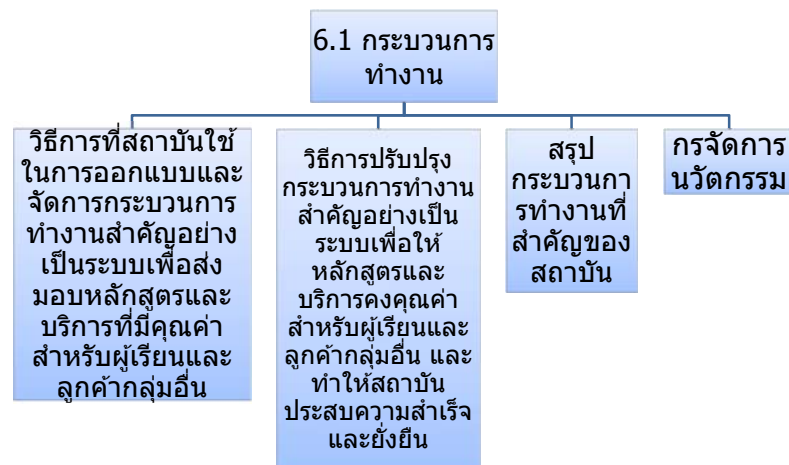 6.1 กระบวนการ
ทำงาน
วิธีการที่สถาบันใช้
ในการออกแบบและ
จัดการกระบวนการ
ทำงานสำคัญอย่าง
เป็นระบบเพื่อส่ง
มอบหลักสูตรและ
บริการที่มีคุณค่า
สำหรับผู้เรียนและ
ลูกค้ากลุ่มอื่น
วิธีการปรับปรุง
กระบวนการทำงาน
สำคัญอย่างเป็น
ระบบเพื่อให้
หลักสูตรและ
บริการคงคุณค่า
สำหรับผู้เรียนและ
ลูกค้ากลุ่มอื่น และ
ทำให้สถาบัน
ประสบความสำเร็จ
และยั่งยืน
สรุป
กระบวนกา
รทำงานที่
สำคัญของ
สถาบัน
กรจัดการ
นวัตกรรม